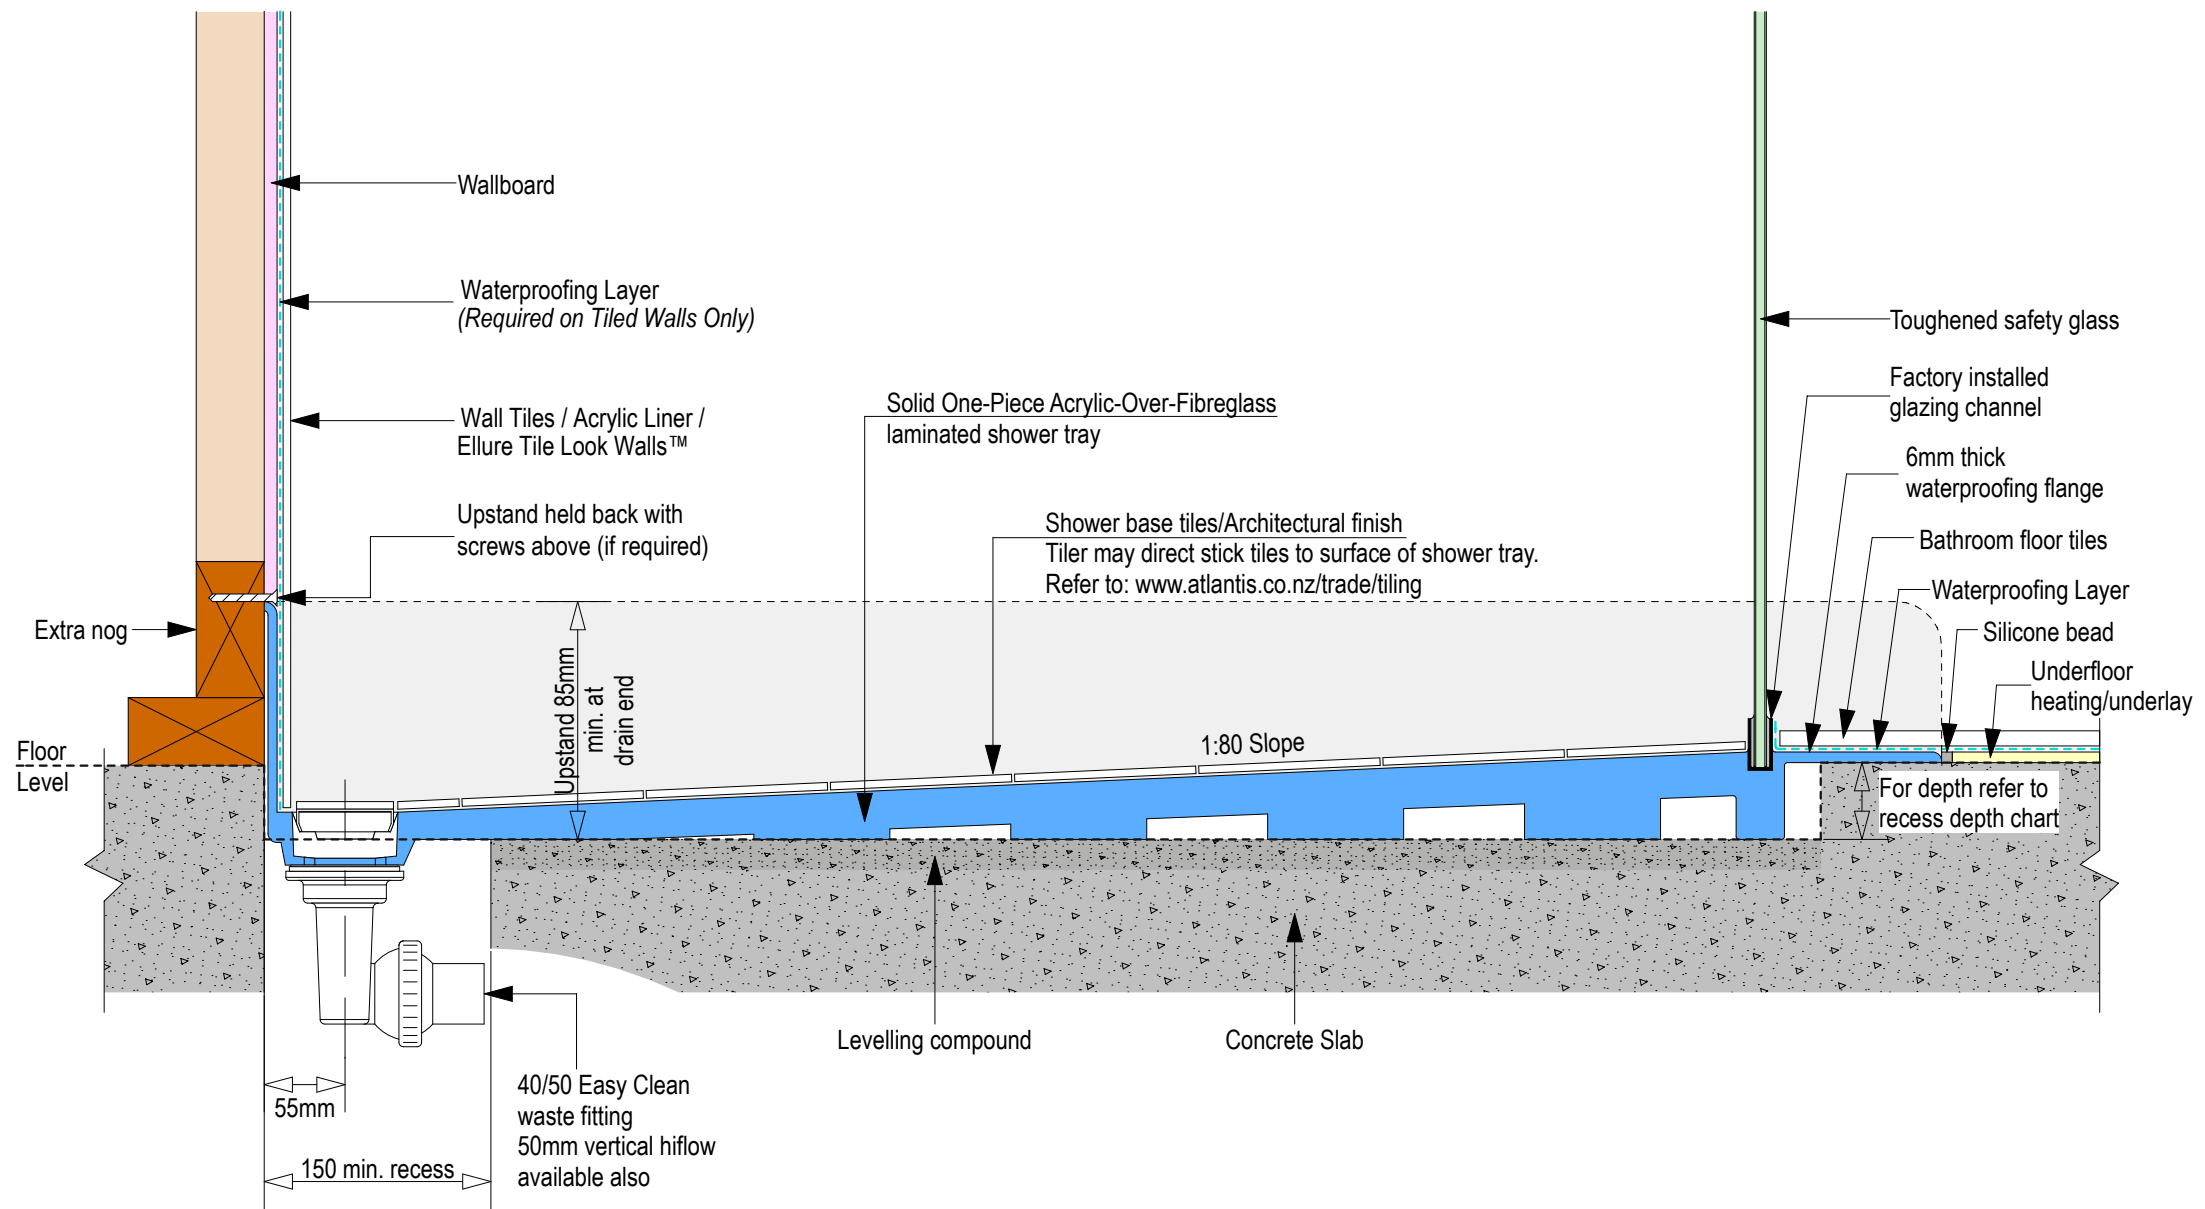 Wallboard
Waterproofing Layer
(Required on Tiled Walls Only)
Wall Tiles / Acrylic Liner /
Ellure Tile Look Walls™
Upstand held back with
screws above (if required)
Extra nog
Floor
Level
Solid One-Piece Acrylic-Over-Fibreglass
laminated shower tray
Shower base tiles/Architectural finish
Tiler may direct stick tiles to surface of shower tray.
Refer to: www.atlantis.co.nz/trade/tiling
Upstand 85mm
min. at
drain end
1:80 Slope
Toughened safety glass
Factory installed
glazing channel
6mm thick
waterproofing flange
Bathroom floor tiles
Waterproofing Layer
Silicone bead
Underfloor
heating/underlay
For depth refer to
recess depth chart
Levelling compound
Concrete Slab
40/50 Easy Clean
waste fitting
50mm vertical hiflow
available also
55mm
150 min. recess